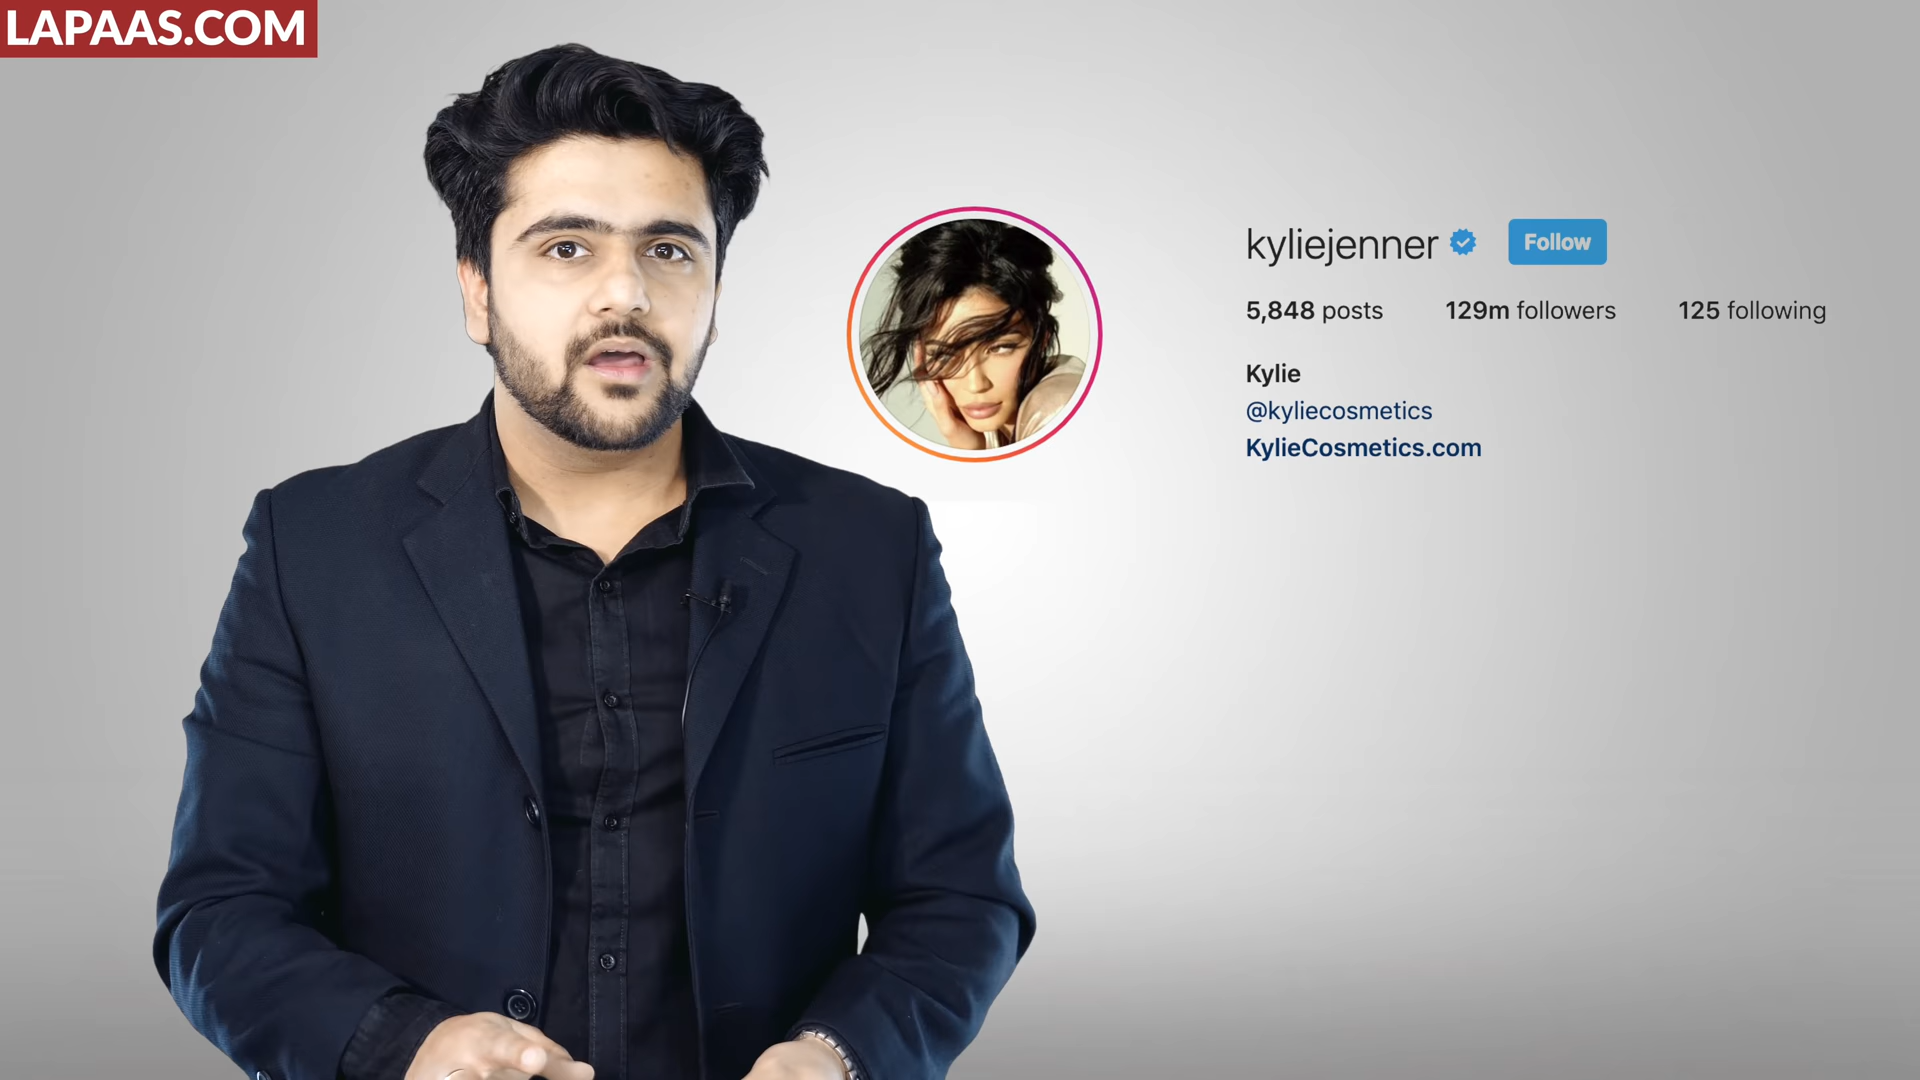 LAPAAS.COM
kyliejenner Follow
5,848 posts 129m followers 125 following
Kylie
@kyliecosmetics
KylieCosmetics.com